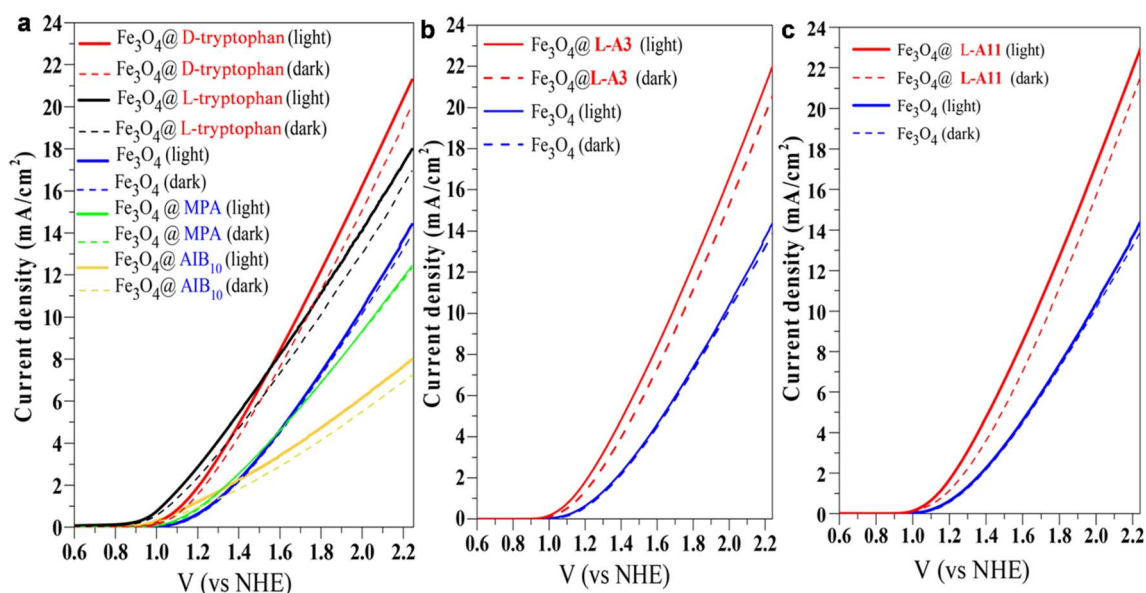 a
24
22
20
18
16
14
12
10
8
6
4
2
0
Current density (mA/cm²)
Fe₃O₄@ D-tryptophan (light)
Fe₃O₄@ D-tryptophan (dark)
Fe₃O₄@ L-tryptophan (light)
Fe₃O₄@ L-tryptophan (dark)
Fe₃O₄ (light)
Fe₃O₄ (dark)
Fe₃O₄ @ MPA (light)
Fe₃O₄ @ MPA (dark)
Fe₃O₄@ AIB₁₀ (light)
Fe₃O₄@ AIB₁₀ (dark)
0.6 0.8 1.0 1.2 1.4 1.6 1.8 2.0 2.2
V (vs NHE)
b
24
22
20
18
16
14
12
10
8
6
4
2
0
Current density (mA/cm²)
Fe₃O₄@ L-A3 (light)
Fe₃O₄@L-A3 (dark)
Fe₃O₄ (light)
Fe₃O₄ (dark)
0.6 0.8 1.0 1.2 1.4 1.6 1.8 2.0 2.2
V (vs NHE)
c
24
22
20
18
16
14
12
10
8
6
4
2
0
Current density (mA/cm²)
Fe₃O₄@ L-A11 (light)
Fe₃O₄@ L-A11 (dark)
Fe₃O₄ (light)
Fe₃O₄ (dark)
0.6 0.8 1.0 1.2 1.4 1.6 1.8 2.0 2.2
V (vs NHE)